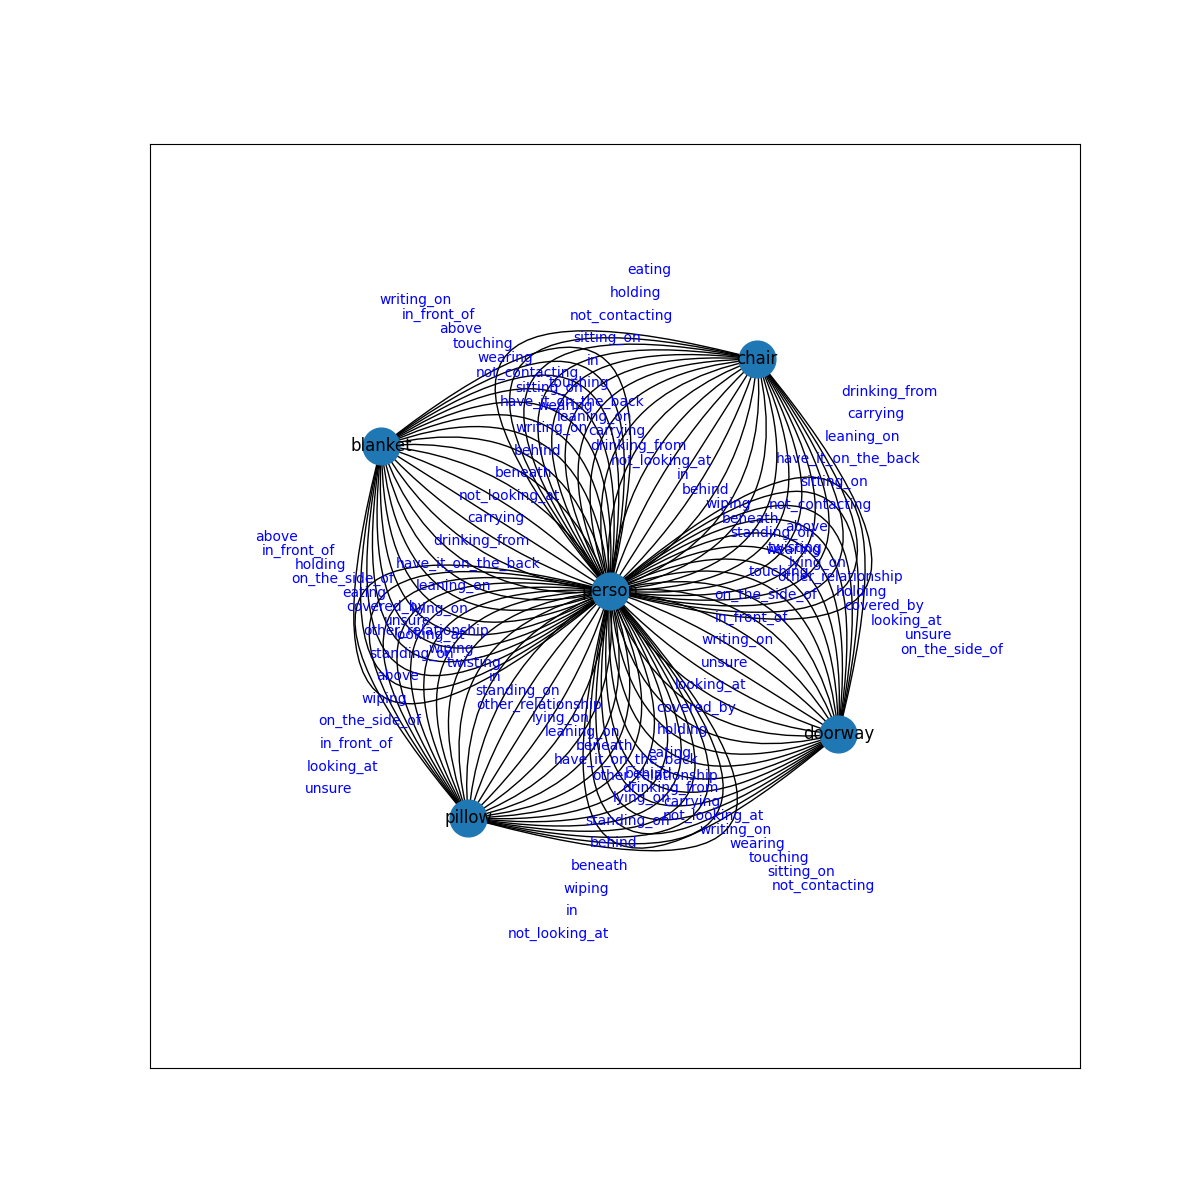 eating
holding
writing_on
in_front_of
not_contacting
above
sitting_on
touching
wearing
in
chair
not_contacting
touching
sitting_on
drinking_from
have_it_on_the_back
wearing
carrying
leaning_on
writing_on
carrying
leaning_on
blanket
drinking_from
behind
not_looking_at
have_it_on_the_back
beneath
in
sitting_on
behind
not_looking_at
wiping
not_contacting
carrying
beneath
above
standing_on
above
drinking_from
twisting
wearing
in_front_of
have_it_on_the_back
lying_on
holding
touching
on_the_side_of
other_relationship
leaning_on
person
eating
on_the_side_of
holding
covered_by
lying_on
covered_by
unsure
in_front_of
looking_at
other_relationship
looking_at
unsure
writing_on
wiping
standing_on
on_the_side_of
twisting
unsure
above
in
looking_at
standing_on
wiping
other_relationship
covered_by
on_the_side_of
lying_on
leaning_on
holding
doorway
in_front_of
beneath
eating
have_it_on_the_back
looking_at
behind
other_relationship
unsure
drinking_from
lying_on
carrying
pillow
standing_on
not_looking_at
writing_on
behind
wearing
touching
beneath
sitting_on
wiping
not_contacting
in
not_looking_at